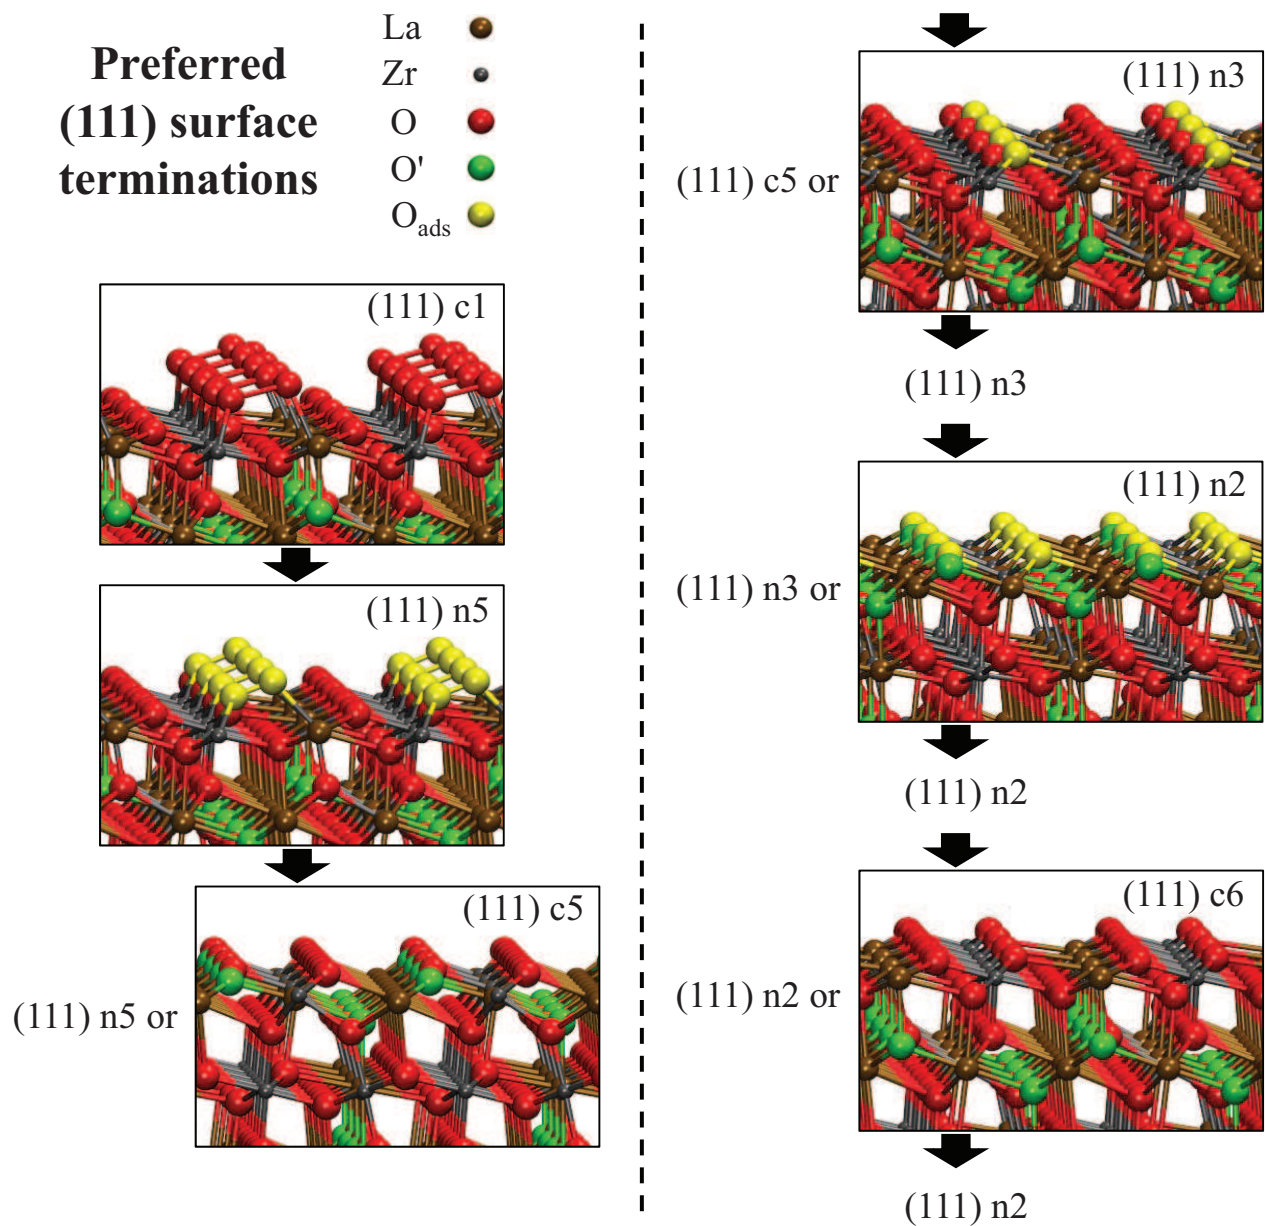 Preferred
(111) surface
terminations
La
Zr
O
O'
Oads
(111) c1
(111) n5
(111) n5 or
(111) c5
(111) c5 or
(111) n3
(111) n3
(111) n3 or
(111) n2
(111) n2
(111) n2 or
(111) c6
(111) n2